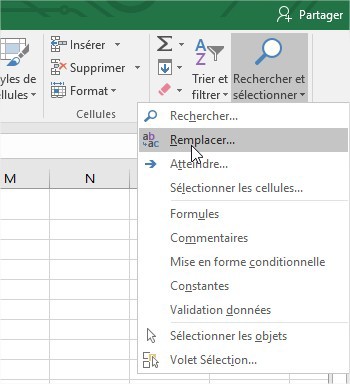 Partager
Insérer
Supprimer
Format
Cellules
yles de
ellules
Trier et
filtrer
Rechercher et
sélectionner
M N
Rechercher...
Remplacer...
Atteindre...
Sélectionner les cellules...
Formules
Commentaires
Mise en forme conditionnelle
Constantes
Validation données
Sélectionner les objets
Volet Sélection...